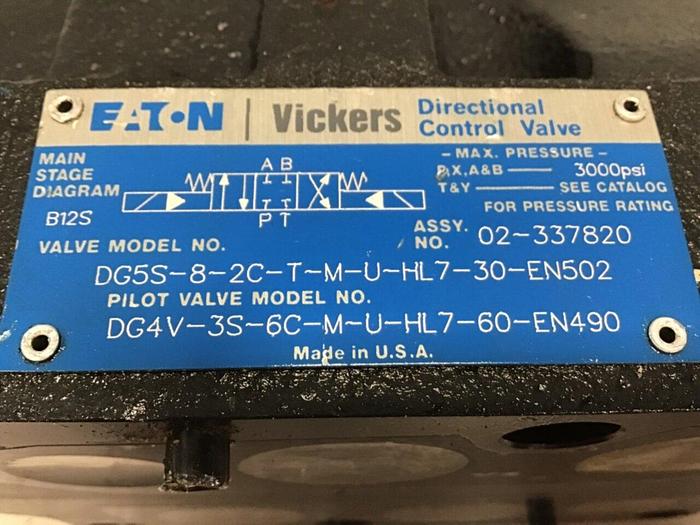 EATON | Vickers Directional
Control Valve
MAIN
STAGE
DIAGRAM
B12S
A B
P T
– MAX. PRESSURE –
P,X,A&B — 3000psi
T&Y — SEE CATALOG
FOR PRESSURE RATING
VALVE MODEL NO.
ASSY.
NO. 02-337820
DG5S-8-2C-T-M-U-HL7-30-EN502
PILOT VALVE MODEL NO.
DG4V-3S-6C-M-U-HL7-60-EN490
Made in U.S.A.